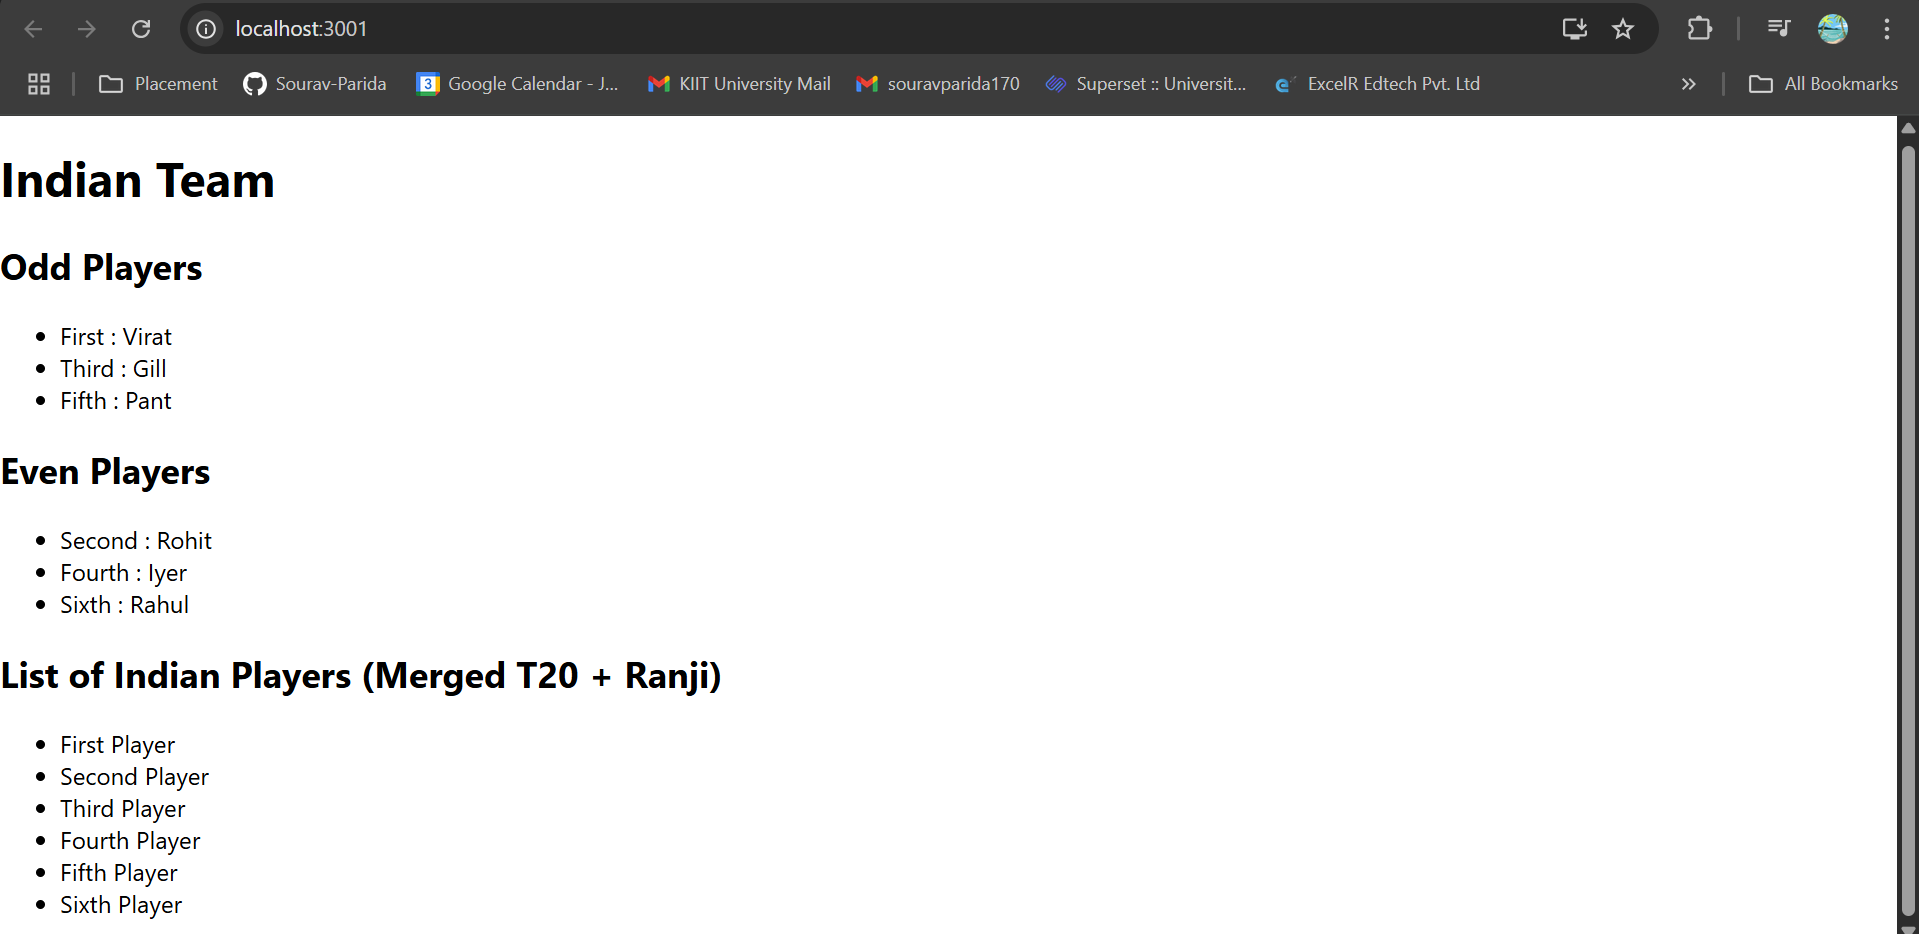 localhost:3001
Placement Sourav-Parida 3 Google Calendar - J... KIIT University Mail souravparida170 Superset :: Universit... ExcelR Edtech Pvt. Ltd » All Bookmarks
Indian Team
Odd Players
• First : Virat
• Third : Gill
• Fifth : Pant
Even Players
• Second : Rohit
• Fourth : Iyer
• Sixth : Rahul
List of Indian Players (Merged T20 + Ranji)
• First Player
• Second Player
• Third Player
• Fourth Player
• Fifth Player
• Sixth Player